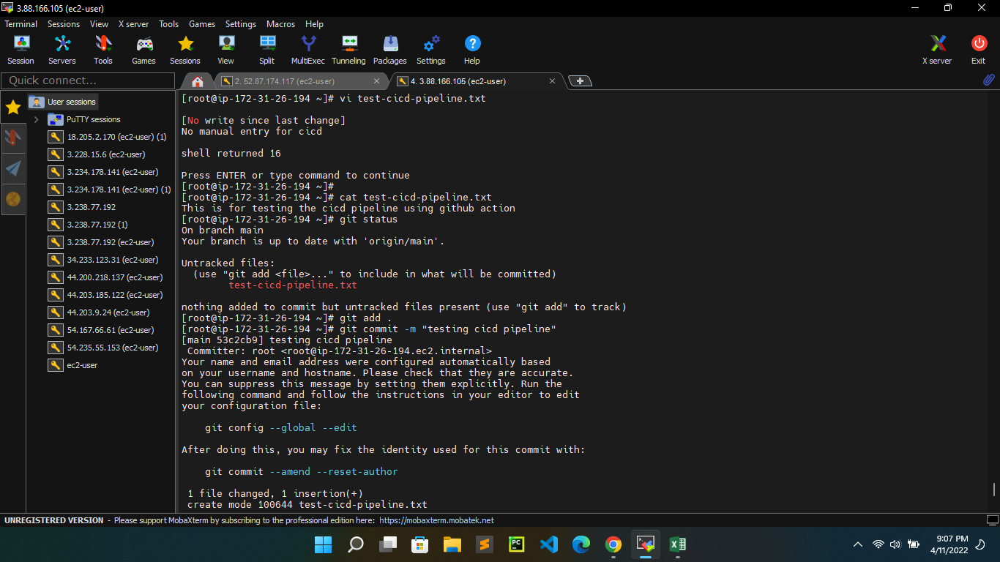 3.88.166.105 (ec2-user)
Terminal Sessions View X server Tools Games Settings Macros Help
Session Servers Tools Games Sessions View Split MultiExec Tunneling Packages Settings Help X server Exit
Quick connect...
2. 52.87.174.117 (ec2-user)
4. 3.88.166.105 (ec2-user)
User sessions
PuTTY sessions
18.205.2.170 (ec2-user) (1)
3.228.15.6 (ec2-user)
3.234.178.141 (ec2-user)
3.234.178.141 (ec2-user) (1)
3.238.77.192
3.238.77.192 (1)
3.238.77.192 (ec2-user)
34.233.123.31 (ec2-user)
44.200.218.137 (ec2-user)
44.203.185.122 (ec2-user)
44.203.9.24 (ec2-user)
54.167.66.61 (ec2-user)
54.235.55.153 (ec2-user)
ec2-user
[root@ip-172-31-26-194 ~]# vi test-cicd-pipeline.txt
[No write since last change]
No manual entry for cicd
shell returned 16
Press ENTER or type command to continue
[root@ip-172-31-26-194 ~]#
[root@ip-172-31-26-194 ~]# cat test-cicd-pipeline.txt
This is for testing the cicd pipeline using github action
[root@ip-172-31-26-194 ~]# git status
On branch main
Your branch is up to date with 'origin/main'.
Untracked files:
(use "git add <file>..." to include in what will be committed)
test-cicd-pipeline.txt
nothing added to commit but untracked files present (use "git add" to track)
[root@ip-172-31-26-194 ~]# git add .
[root@ip-172-31-26-194 ~]# git commit -m "testing cicd pipeline"
[main 53c2cb9] testing cicd pipeline
Committer: root <root@ip-172-31-26-194.ec2.internal>
Your name and email address were configured automatically based
on your username and hostname. Please check that they are accurate.
You can suppress this message by setting them explicitly. Run the
following command and follow the instructions in your editor to edit
your configuration file:
git config --global --edit
After doing this, you may fix the identity used for this commit with:
git commit --amend --reset-author
1 file changed, 1 insertion(+)
create mode 100644 test-cicd-pipeline.txt
UNREGISTERED VERSION - Please support MobaXterm by subscribing to the professional edition here: https://mobaxterm.mobatek.net
PC
9:07 PM
4/11/2022